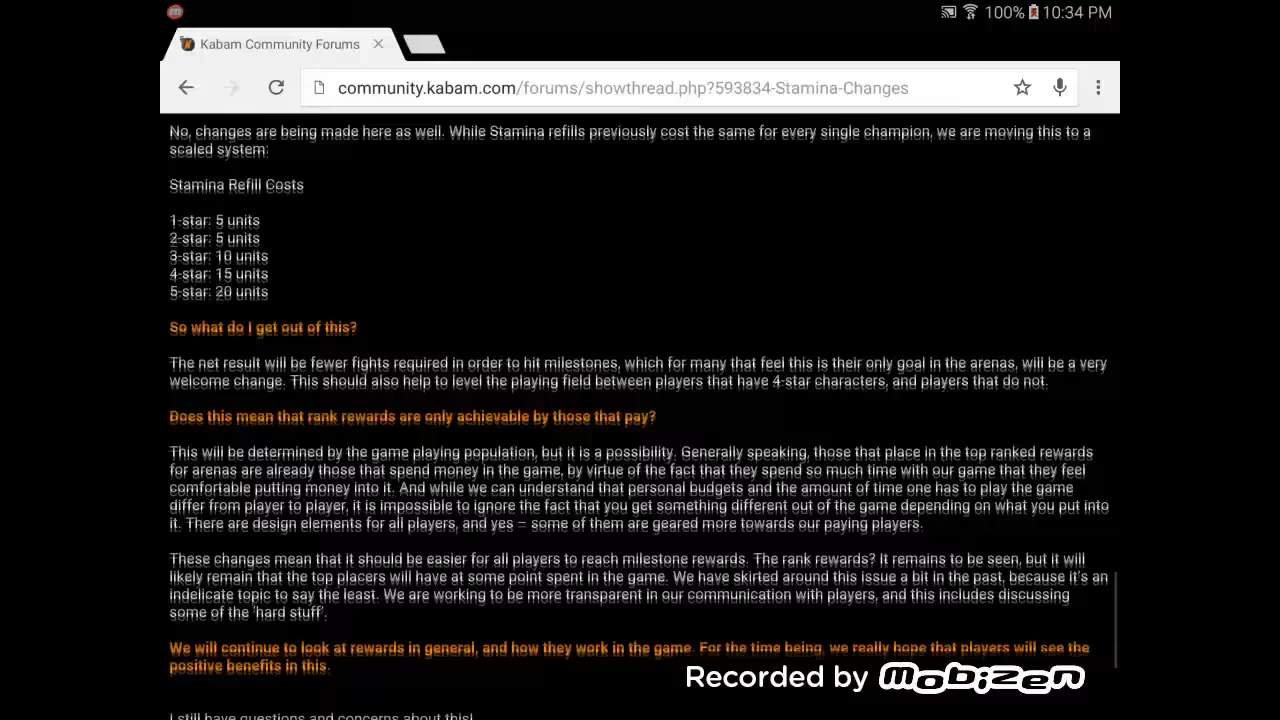 100% 10:34 PM
Kabam Community Forums
community.kabam.com/forums/showthread.php?593834-Stamina-Changes
No, changes are being made here as well. While Stamina refills previously cost the same for every single champion, we are moving this to a
scaled system:
Stamina Refill Costs
1-star: 5 units
2-star: 5 units
3-star: 10 units
4-star: 15 units
5-star: 20 units
So what do I get out of this?
The net result will be fewer fights required in order to hit milestones, which for many that feel this is their only goal in the arenas, will be a very
welcome change. This should also help to level the playing field between players that have 4-star characters, and players that do not.
Does this mean that rank rewards are only achievable by those that pay?
This will be determined by the game playing population, but it is a possibility. Generally speaking, those that place in the top ranked rewards
for arenas are already those that spend money in the game, by virtue of the fact that they spend so much time with our game that they feel
comfortable putting money into it. And while we can understand that personal budgets and the amount of time one has to play the game
differ from player to player, it is impossible to ignore the fact that you get something different out of the game depending on what you put into
it. There are design elements for all players, and yes – some of them are geared more towards our paying players.
These changes mean that it should be easier for all players to reach milestone rewards. The rank rewards? It remains to be seen, but it will
likely remain that the top placers will have at some point spent in the game. We have skirted around this issue a bit in the past, because it's an
indelicate topic to say the least. We are working to be more transparent in our communication with players, and this includes discussing
some of the 'hard stuff'.
We will continue to look at rewards in general, and how they work in the game. For the time being, we really hope that players will see the
positive benefits in this.
Recorded by mobizen
I still have questions and concerns about this!